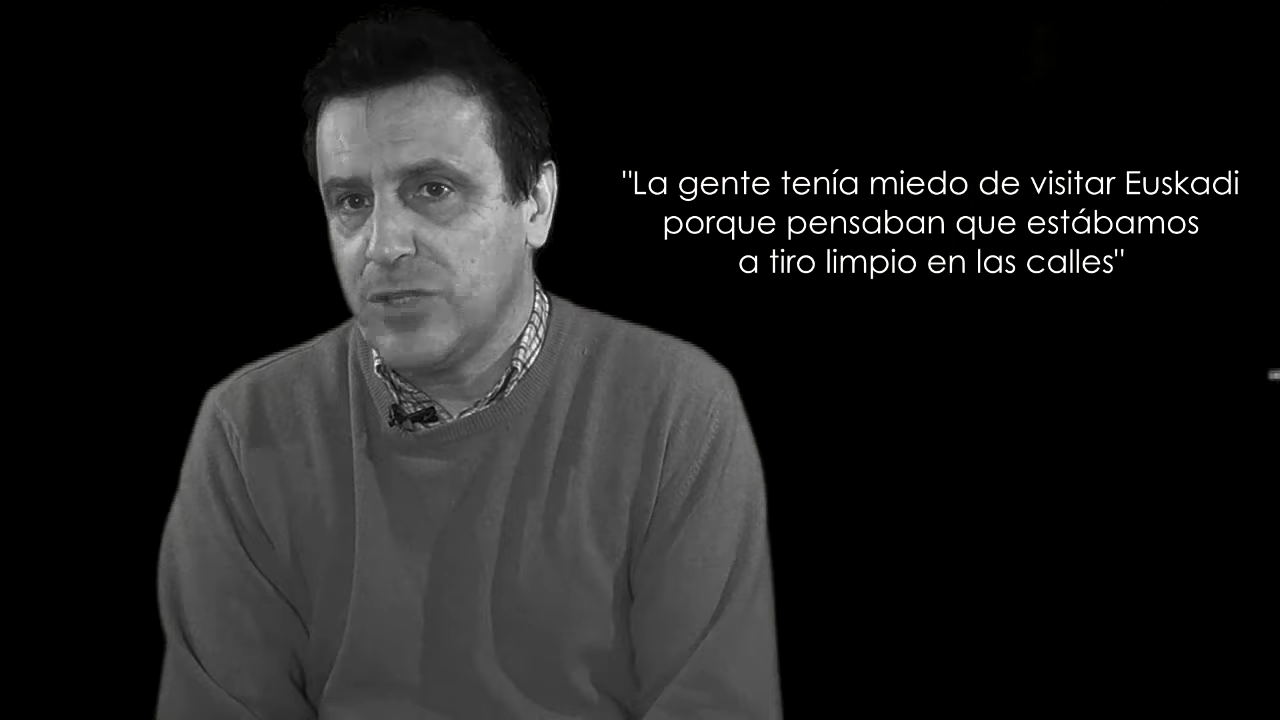 "La gente tenía miedo de visitar Euskadi
porque pensaban que estábamos
a tiro limpio en las calles"